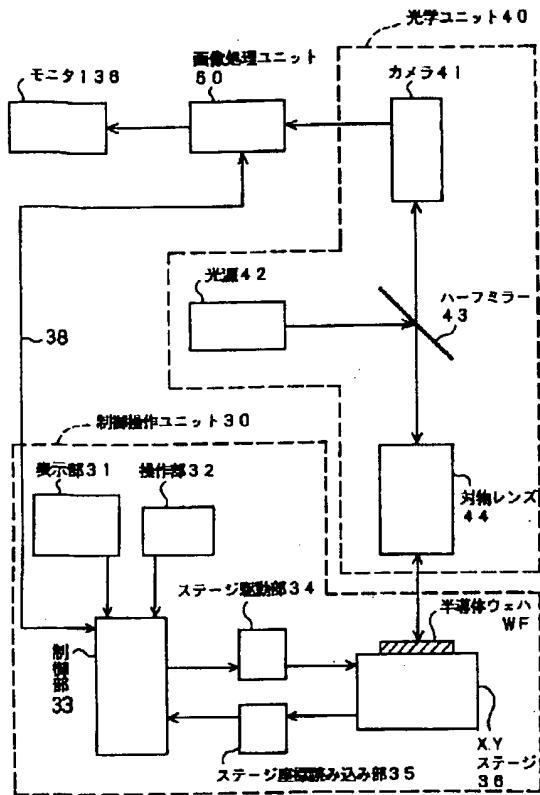 光学ユニット40
画像処理ユニット
50
モニタ136
カメラ41
光源42
ハーフミラー
43
38
制御操作ユニット30
表示部31
操作部32
対物レンズ
44
ステージ駆動部34
半導体ウェハ
WF
制御部
33
X.Y
ステージ
36
ステージ座標読み込み部35